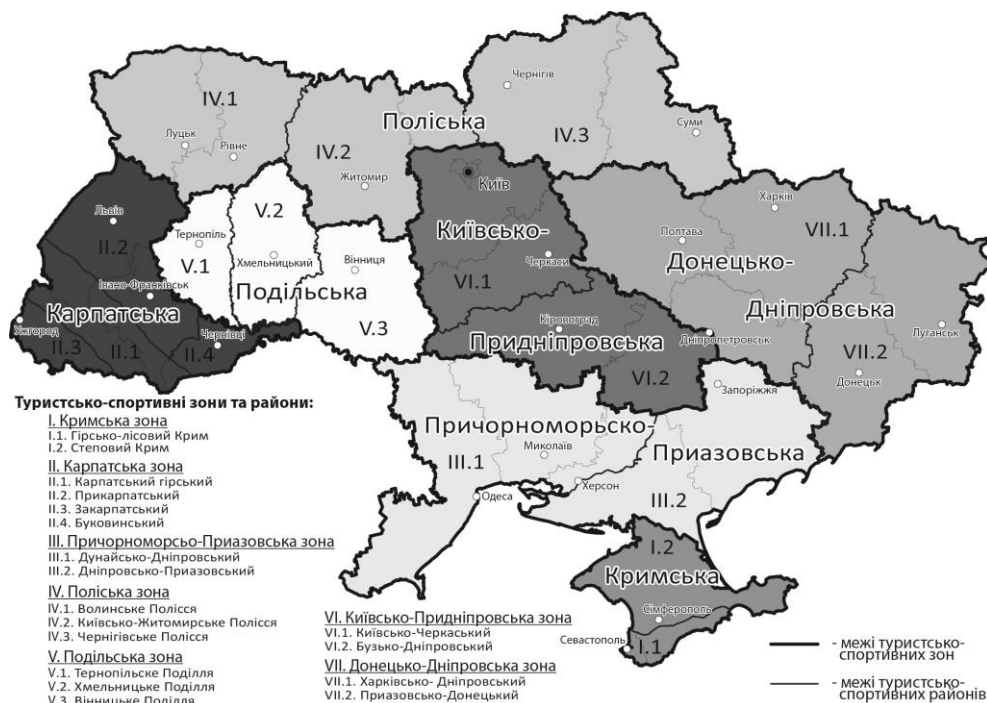 Чернігів
IV.1
Поліська
IV.3
Суми
Луцьк
Рівне
IV.2
Житомир
Київ
Харків
V.2
Львів
VII.1
Київсько-
Полтава
II.2
Тернопіль
Черкаси
Донецько-
V.1
Хмельницький
Вінниця
VI.1
Івано-Франківськ
Подільська
Дніпровська
Карпатська
V.3
Кіровоград
Луганськ
Ужгород
Чернівці
Придніпровська
Дніпропетровськ
II.3
II.1
II.4
VII.2
Донецьк
VI.2
Запоріжжя
Причорноморсько-
Миколаїв
Приазовська
III.1
Херсон
Одеса
III.2
I.2
Кримська
Сімферополь
Севастополь
I.1
Туристсько-спортивні зони та райони:
I. Кримська зона
I.1. Гірсько-лісовий Крим
I.2. Степовий Крим
II. Карпатська зона
II.1. Карпатський гірський
II.2. Прикарпатський
II.3. Закарпатський
II.4. Буковинський
III. Причорноморсьо-Приазовська зона
III.1. Дунайсько-Дніпровський
III.2. Дніпровсько-Приазовський
IV. Поліська зона
IV.1. Волинське Полісся
IV.2. Київсько-Житомирське Полісся
IV.3. Чернігівське Полісся
V. Подільська зона
V.1. Тернопільске Поділля
V.2. Хмельницьке Поділля
V.3. Вінницьке Поділля
VI. Київсько-Придніпровська зона
VI.1. Київсько-Черкаський
VI.2. Бузько-Дніпровський
VII. Донецько-Дніпровська зона
VII.1. Харківсько- Дніпровський
VII.2. Приазовсько-Донецький
- межі туристсько-
спортивних зон
- межі туристсько-
спортивних районів